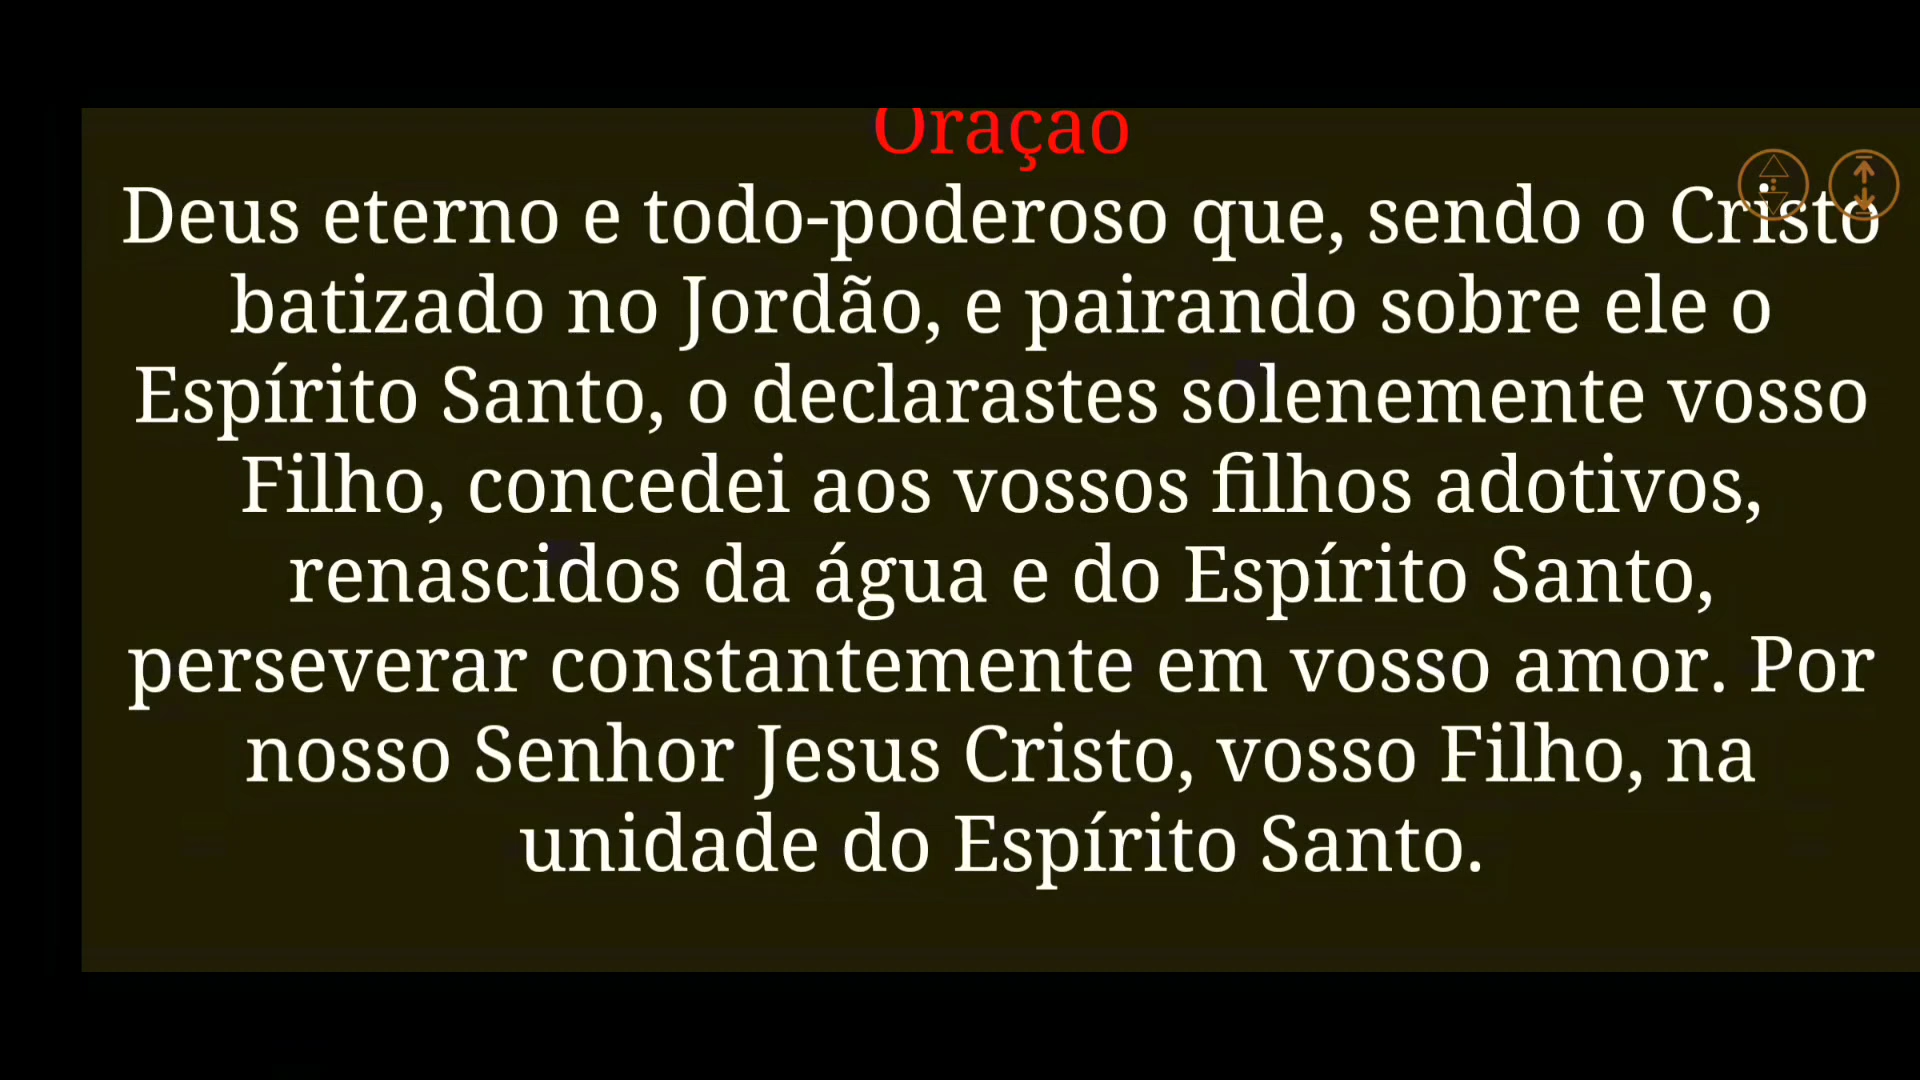 Oração
Deus eterno e todo-poderoso que, sendo o Cristo
batizado no Jordão, e pairando sobre ele o
Espírito Santo, o declarastes solenemente vosso
Filho, concedei aos vossos filhos adotivos,
renascidos da água e do Espírito Santo,
perseverar constantemente em vosso amor. Por
nosso Senhor Jesus Cristo, vosso Filho, na
unidade do Espírito Santo.